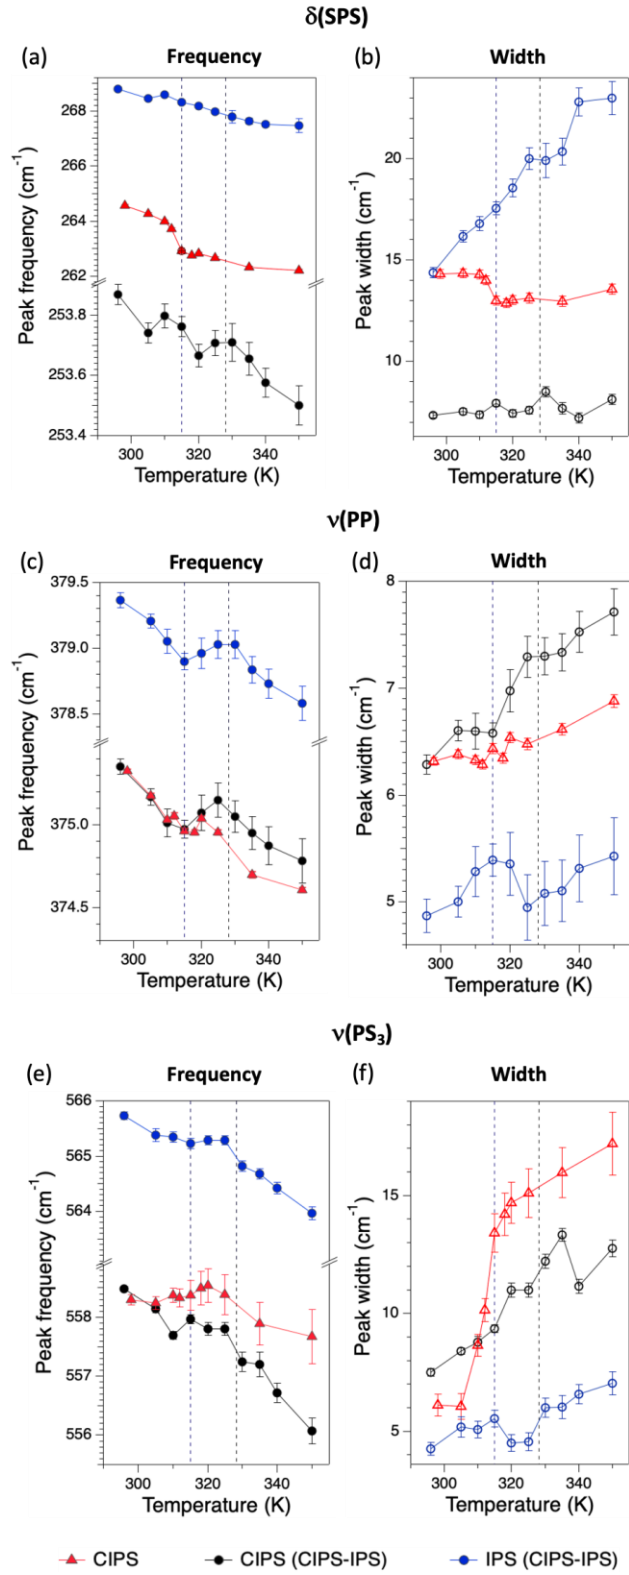 δ(SPS)
(a) Frequency
(b) Width
268
266
264
262
253.8
253.6
253.4
Peak frequency (cm-1)
300 320 340
Temperature (K)
20
15
10
Peak width (cm-1)
300 320 340
Temperature (K)
ν(PP)
(c) Frequency
(d) Width
379.5
379.0
378.5
375.0
374.5
Peak frequency (cm-1)
300 320 340
Temperature (K)
8
7
6
5
Peak width (cm-1)
300 320 340
Temperature (K)
ν(PS3)
(e) Frequency
(f) Width
566
565
564
558
557
556
Peak frequency (cm-1)
300 320 340
Temperature (K)
15
10
5
Peak width (cm-1)
300 320 340
Temperature (K)
CIPS CIPS (CIPS-IPS) IPS (CIPS-IPS)